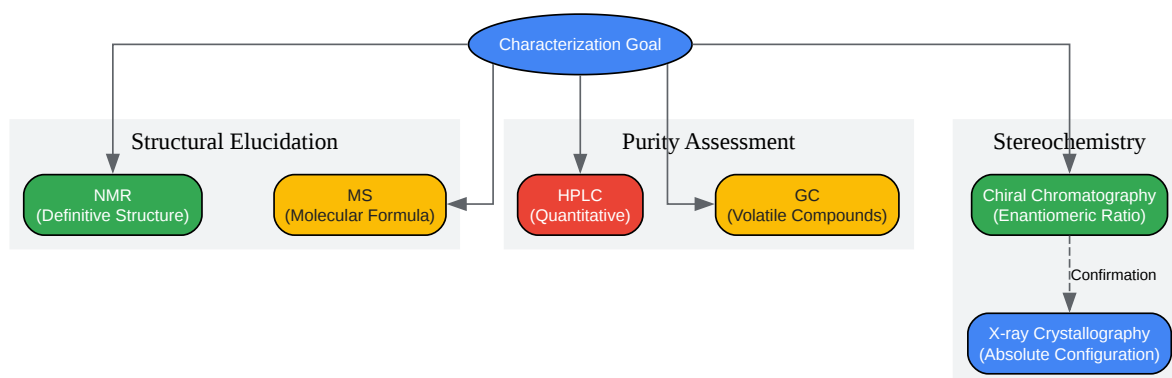 Characterization Goal
Structural Elucidation
Purity Assessment
Stereochemistry
NMR
(Definitive Structure)
MS
(Molecular Formula)
HPLC
(Quantitative)
GC
(Volatile Compounds)
Chiral Chromatography
(Enantiomeric Ratio)
Confirmation
X-ray Crystallography
(Absolute Configuration)